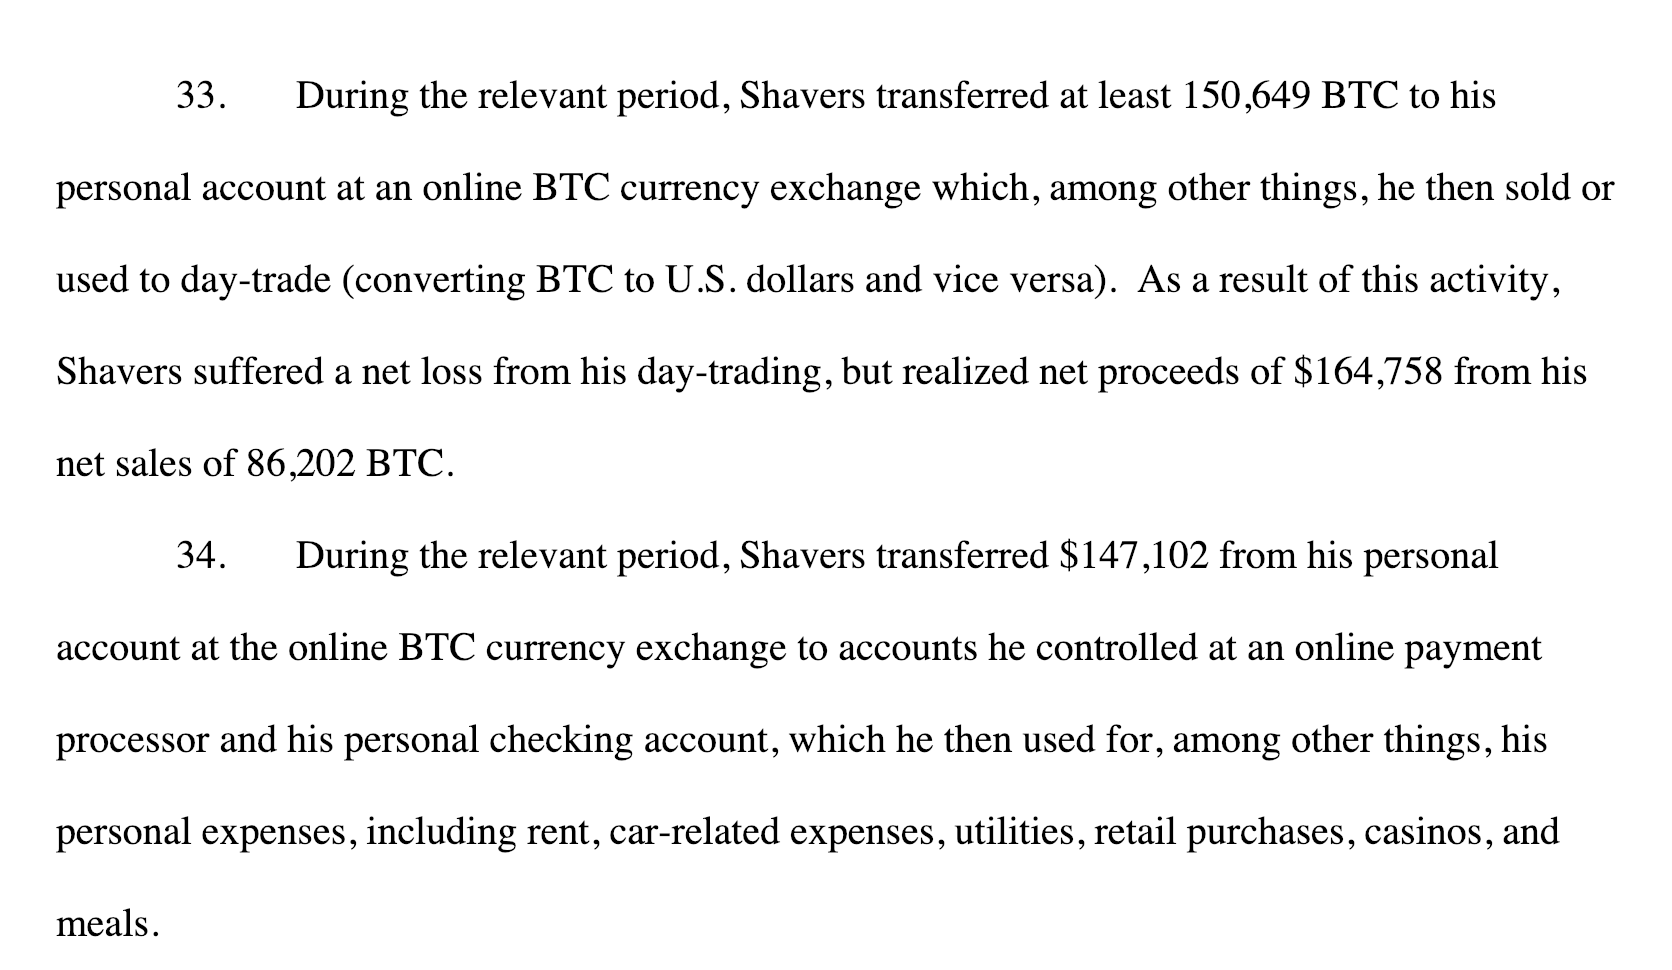 33. During the relevant period, Shavers transferred at least 150,649 BTC to his
personal account at an online BTC currency exchange which, among other things, he then sold or
used to day-trade (converting BTC to U.S. dollars and vice versa).  As a result of this activity,
Shavers suffered a net loss from his day-trading, but realized net proceeds of $164,758 from his
net sales of 86,202 BTC.
34. During the relevant period, Shavers transferred $147,102 from his personal
account at the online BTC currency exchange to accounts he controlled at an online payment
processor and his personal checking account, which he then used for, among other things, his
personal expenses, including rent, car-related expenses, utilities, retail purchases, casinos, and
meals.